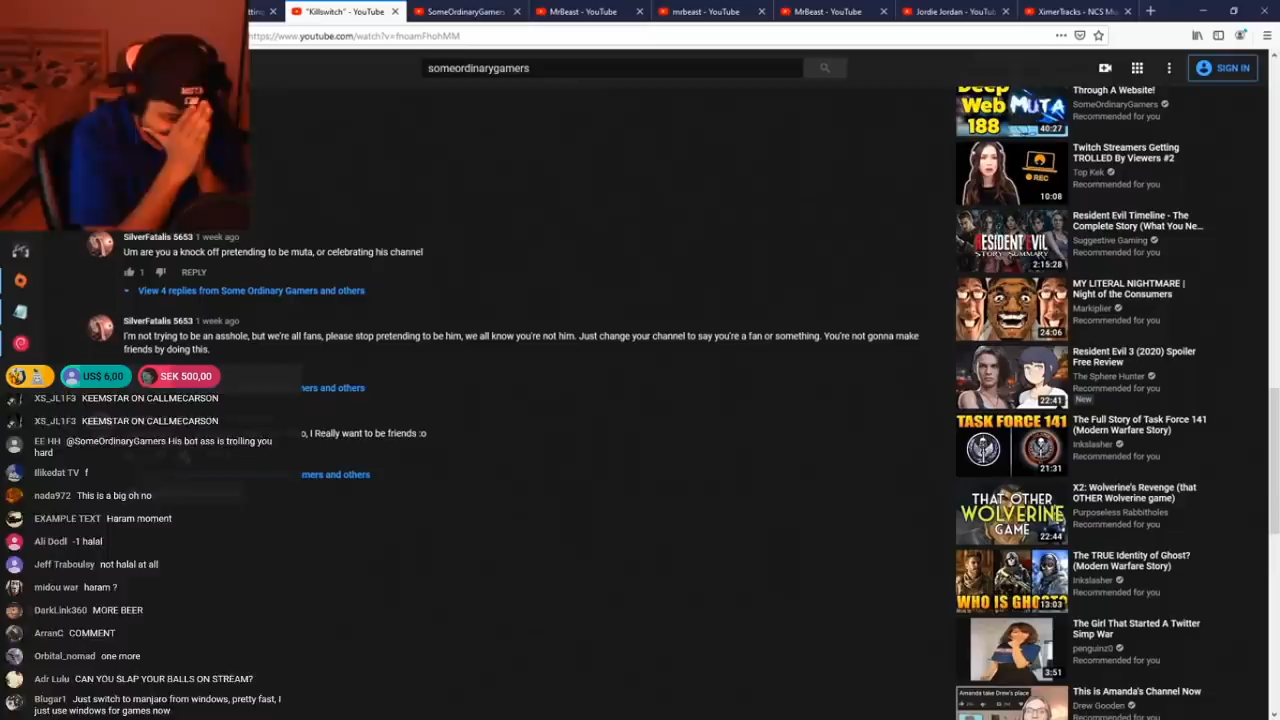 "Killswitch" - YouTube
SomeOrdinaryGamers
MrBeast - YouTube
mrbeast - YouTube
MrBeast - YouTube
Jordie Jordan - YouTu
XimerTracks - NCS Mu
https://www.youtube.com/watch?v=fnoamFhohMM
someordinarygamers
SIGN IN
SilverFatalis 5653 1 week ago
Um are you a knock off pretending to be muta, or celebrating his channel
1 REPLY
View 4 replies from Some Ordinary Gamers and others
SilverFatalis 5653 1 week ago
I'm not trying to be an asshole, but we're all fans, please stop pretending to be him, we all know you're not him. Just change your channel to say you're a fan or something. You're not gonna make
friends by doing this.
US$ 6,00
SEK 500,00
ners and others
o, I Really want to be friends :o
mers and others
XS_JL1F3 KEEMSTAR ON CALLMECARSON
XS_JL1F3 KEEMSTAR ON CALLMECARSON
EE HH @SomeOrdinaryGamers His bot ass is trolling you
hard
Ilikedat TV f
nada972 This is a big oh no
EXAMPLE TEXT Haram moment
Ali Dodl -1 halal
Jeff Traboulsy not halal at all
midou war haram ?
DarkLink360 MORE BEER
ArranC COMMENT
Orbital_nomad one more
Adr Lulu CAN YOU SLAP YOUR BALLS ON STREAM?
Blugar1 Just switch to manjaro from windows, pretty fast, I
just use windows for games now
Deep
Web MUTA
188
40:27
Through A Website!
SomeOrdinaryGamers
Recommended for you
REC
10:08
Twitch Streamers Getting
TROLLED By Viewers #2
Top Kek
Recommended for you
RESIDENT EVIL
STORY SUMMARY
2:15:28
Resident Evil Timeline - The
Complete Story (What You Ne...
Suggestive Gaming
Recommended for you
24:06
MY LITERAL NIGHTMARE |
Night of the Consumers
Markiplier
Recommended for you
22:41
Resident Evil 3 (2020) Spoiler
Free Review
The Sphere Hunter
Recommended for you
New
TASK FORCE 141
21:31
The Full Story of Task Force 141
(Modern Warfare Story)
Inkslasher
Recommended for you
THAT OTHER
WOLVERINE
GAME
22:44
X2: Wolverine's Revenge (that
OTHER Wolverine game)
Purposeless Rabbitholes
Recommended for you
WHO IS GHOST?
13:03
The TRUE Identity of Ghost?
(Modern Warfare Story)
Inkslasher
Recommended for you
3:51
The Girl That Started A Twitter
Simp War
penguinz0
Recommended for you
Amanda take Drew's place
This is Amanda's Channel Now
Drew Gooden
Recommended for you